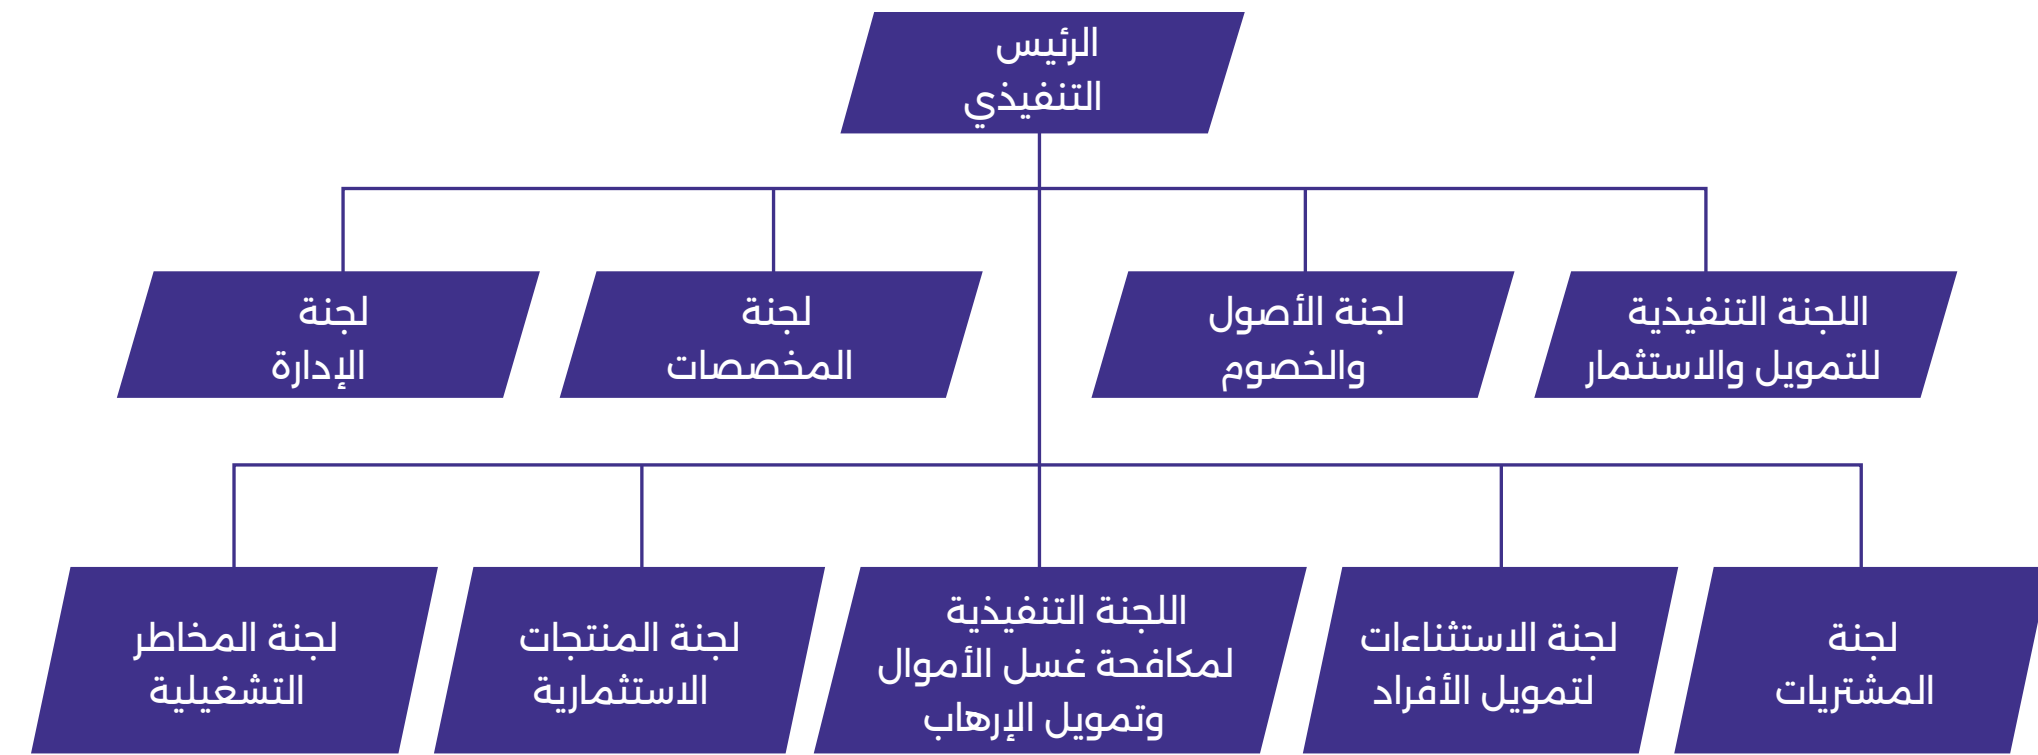 الرئيس
التنفيذي
اللجنة التنفيذية
للتمويل والاستثمار
لجنة الأصول
والخصوم
لجنة
المخصصات
لجنة
الإدارة
لجنة
المشتريات
لجنة الاستثناءات
لتمويل الأفراد
اللجنة التنفيذية
لمكافحة غسل الأموال
وتمويل الإرهاب
لجنة المنتجات
الاستثمارية
لجنة المخاطر
التشغيلية